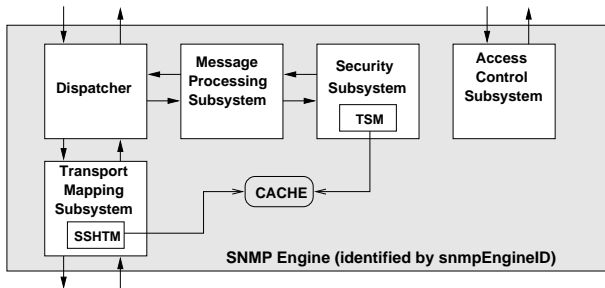 Dispatcher
Message
Processing
Subsystem
Security
Subsystem
TSM
Access
Control
Subsystem
Transport
Mapping
Subsystem
SSHTM
CACHE
SNMP Engine (identified by snmpEngineID)